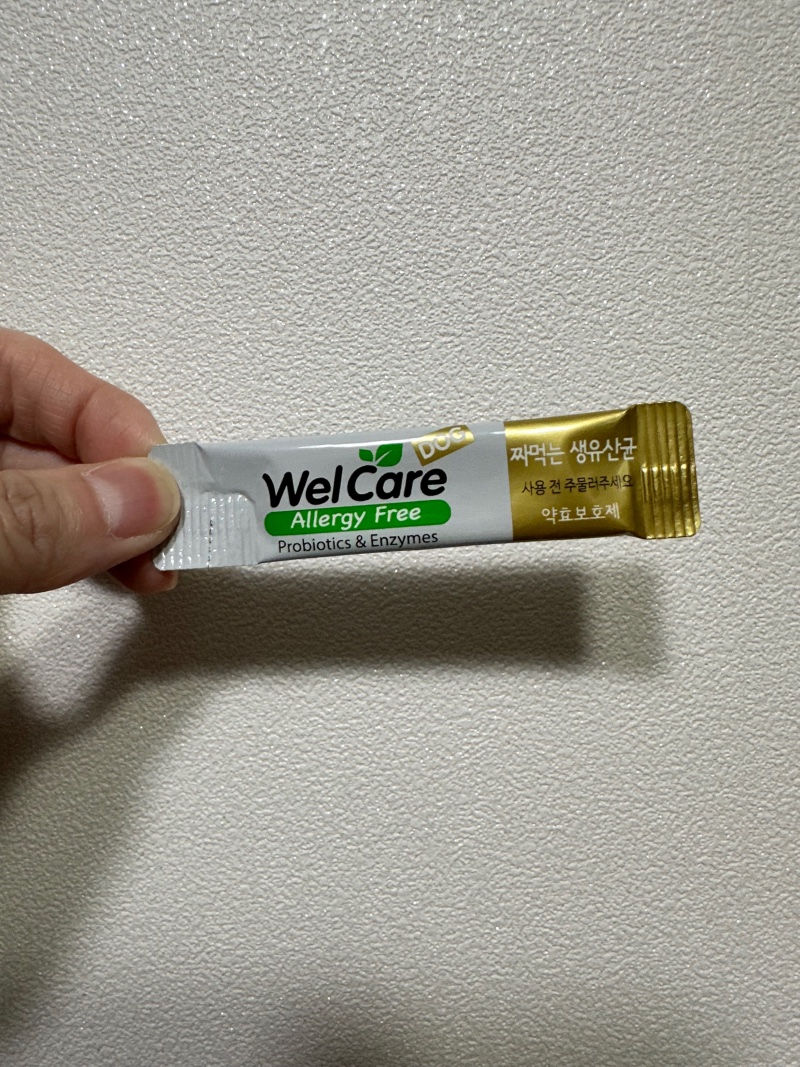 DOG
WelCare
Allergy Free
Probiotics & Enzymes
짜먹는 생유산균
사용 전 주물러주세요
약효보호제